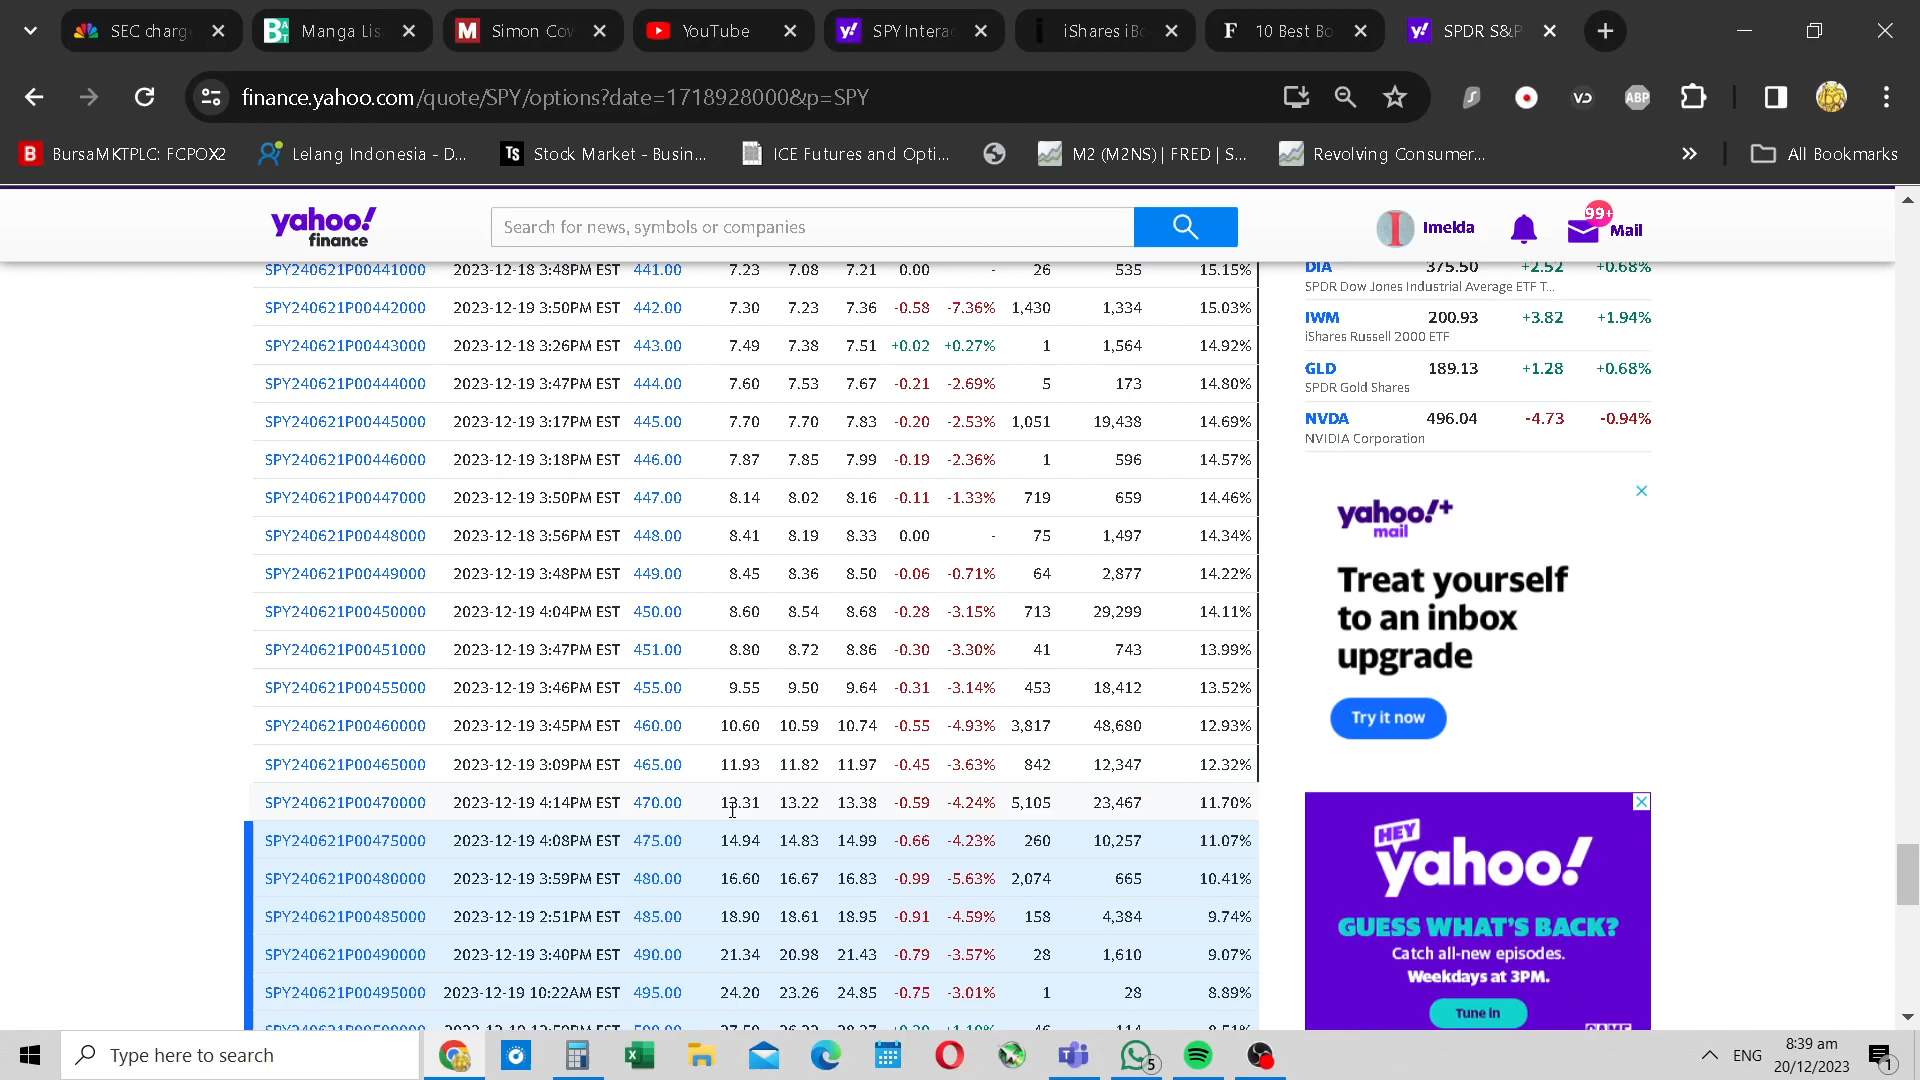 SEC charg
Manga Lis
Simon Cov
YouTube
SPY Intera
iShares iBo
10 Best Bo
SPDR S&P
finance.yahoo.com/quote/SPY/options?date=1718928000&p=SPY
BursaMKTPLC: FCPOX2
Lelang Indonesia - D...
Stock Market - Busin...
ICE Futures and Opti...
M2 (M2NS) | FRED | S...
Revolving Consumer...
All Bookmarks
yahoo!
finance
Search for news, symbols or companies
Imelda
99+
Mail
SPY240621P00441000 2023-12-18 3:48PM EST 441.00 7.23 7.08 7.21 0.00 - 26 535 15.15%
SPY240621P00442000 2023-12-19 3:50PM EST 442.00 7.30 7.23 7.36 -0.58 -7.36% 1,430 1,334 15.03%
SPY240621P00443000 2023-12-18 3:26PM EST 443.00 7.49 7.38 7.51 +0.02 +0.27% 1 1,564 14.92%
SPY240621P00444000 2023-12-19 3:47PM EST 444.00 7.60 7.53 7.67 -0.21 -2.69% 5 173 14.80%
SPY240621P00445000 2023-12-19 3:17PM EST 445.00 7.70 7.70 7.83 -0.20 -2.53% 1,051 19,438 14.69%
SPY240621P00446000 2023-12-19 3:18PM EST 446.00 7.87 7.85 7.99 -0.19 -2.36% 1 596 14.57%
SPY240621P00447000 2023-12-19 3:50PM EST 447.00 8.14 8.02 8.16 -0.11 -1.33% 719 659 14.46%
SPY240621P00448000 2023-12-18 3:56PM EST 448.00 8.41 8.19 8.33 0.00 - 75 1,497 14.34%
SPY240621P00449000 2023-12-19 3:48PM EST 449.00 8.45 8.36 8.50 -0.06 -0.71% 64 2,877 14.22%
SPY240621P00450000 2023-12-19 4:04PM EST 450.00 8.60 8.54 8.68 -0.28 -3.15% 713 29,299 14.11%
SPY240621P00451000 2023-12-19 3:47PM EST 451.00 8.80 8.72 8.86 -0.30 -3.30% 41 743 13.99%
SPY240621P00455000 2023-12-19 3:46PM EST 455.00 9.55 9.50 9.64 -0.31 -3.14% 453 18,412 13.52%
SPY240621P00460000 2023-12-19 3:45PM EST 460.00 10.60 10.59 10.74 -0.55 -4.93% 3,817 48,680 12.93%
SPY240621P00465000 2023-12-19 3:09PM EST 465.00 11.93 11.82 11.97 -0.45 -3.63% 842 12,347 12.32%
SPY240621P00470000 2023-12-19 4:14PM EST 470.00 13.31 13.22 13.38 -0.59 -4.24% 5,105 23,467 11.70%
SPY240621P00475000 2023-12-19 4:08PM EST 475.00 14.94 14.83 14.99 -0.66 -4.23% 260 10,257 11.07%
SPY240621P00480000 2023-12-19 3:59PM EST 480.00 16.60 16.67 16.83 -0.99 -5.63% 2,074 665 10.41%
SPY240621P00485000 2023-12-19 2:51PM EST 485.00 18.90 18.61 18.95 -0.91 -4.59% 158 4,384 9.74%
SPY240621P00490000 2023-12-19 3:40PM EST 490.00 21.34 20.98 21.43 -0.79 -3.57% 28 1,610 9.07%
SPY240621P00495000 2023-12-19 10:22AM EST 495.00 24.20 23.26 24.85 -0.75 -3.01% 1 28 8.89%
DIA 375.50 +2.52 +0.68%
SPDR Dow Jones Industrial Average ETF T...
IWM 200.93 +3.82 +1.94%
iShares Russell 2000 ETF
GLD 189.13 +1.28 +0.68%
SPDR Gold Shares
NVDA 496.04 -4.73 -0.94%
NVIDIA Corporation
yahoo!+
mail
Treat yourself
to an inbox
upgrade
Try it now
HEY
yahoo!
GUESS WHAT'S BACK?
Catch all-new episodes.
Weekdays at 3PM.
Tune in
Type here to search
5
ENG
8:39 am
20/12/2023
1